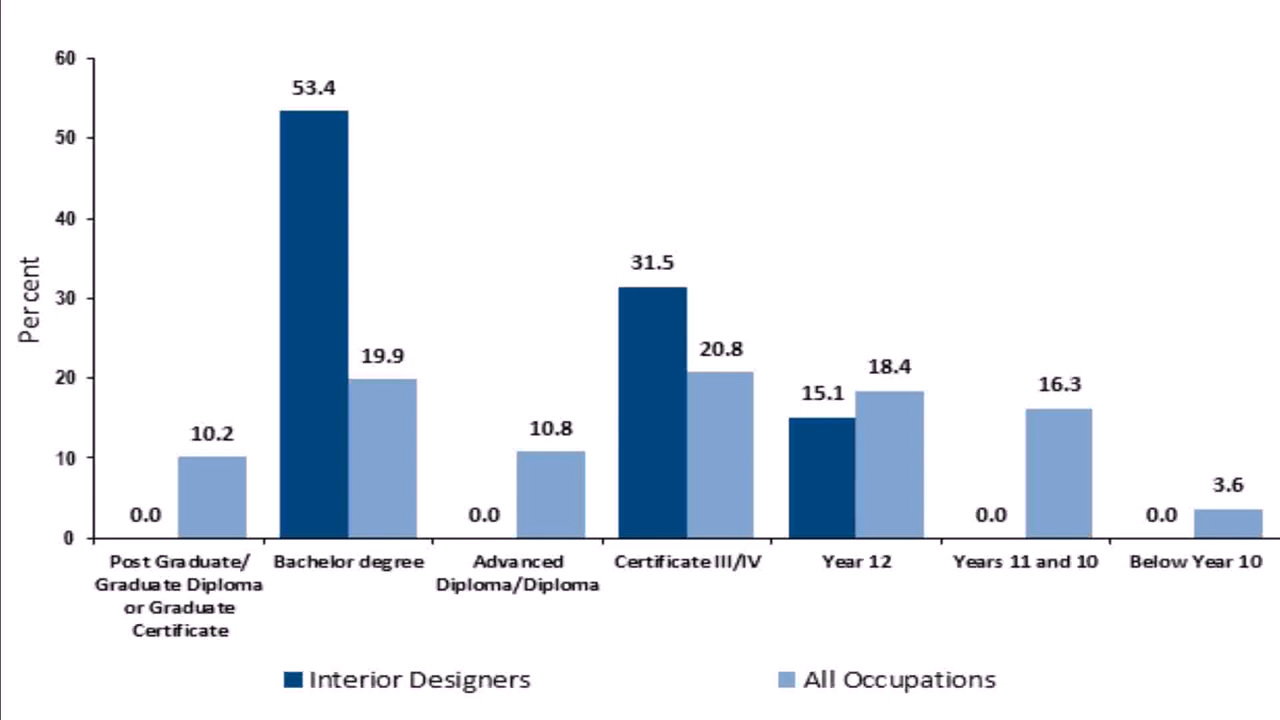 60
53.4
50
40
31.5
30
20.8
19.9
20
18.4
15.1
16.3
10.2
10.8
10
3.6
0.0
0.0
0.0
0.0
0
Per cent
Post Graduate/
Graduate Diploma
or Graduate
Certificate
Bachelor degree
Advanced
Diploma/Diploma
Certificate III/IV
Year 12
Years 11 and 10
Below Year 10
Interior Designers
All Occupations